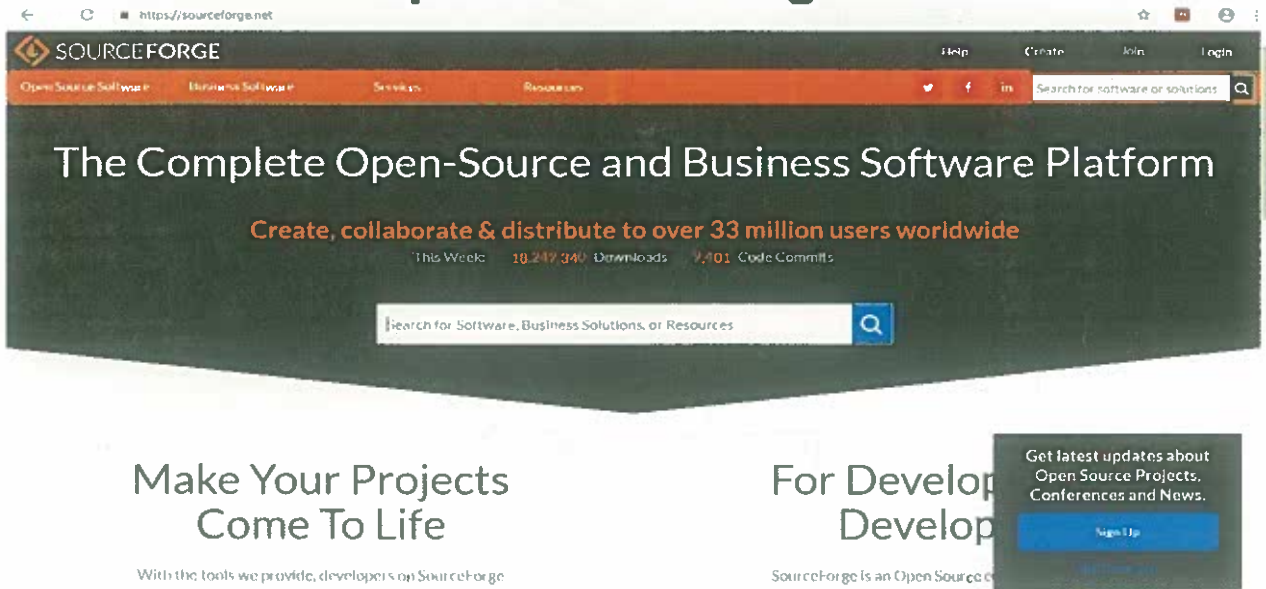 https://sourceforge.net
SOURCEFORGE
Help Create Join Login
Open Source Software Business Software Services Resources
f in Search for software or solutions
The Complete Open-Source and Business Software Platform
Create, collaborate & distribute to over 33 million users worldwide
This Week: Downloads 9,401 Code Commits
Search for Software, Business Solutions, or Resources
Make Your Projects
Come To Life
With the tools we provide, developers on SourceForge
For Develop
Develop
SourceForge is an Open Source c
Get latest updates about
Open Source Projects,
Conferences and News.
Sign Up